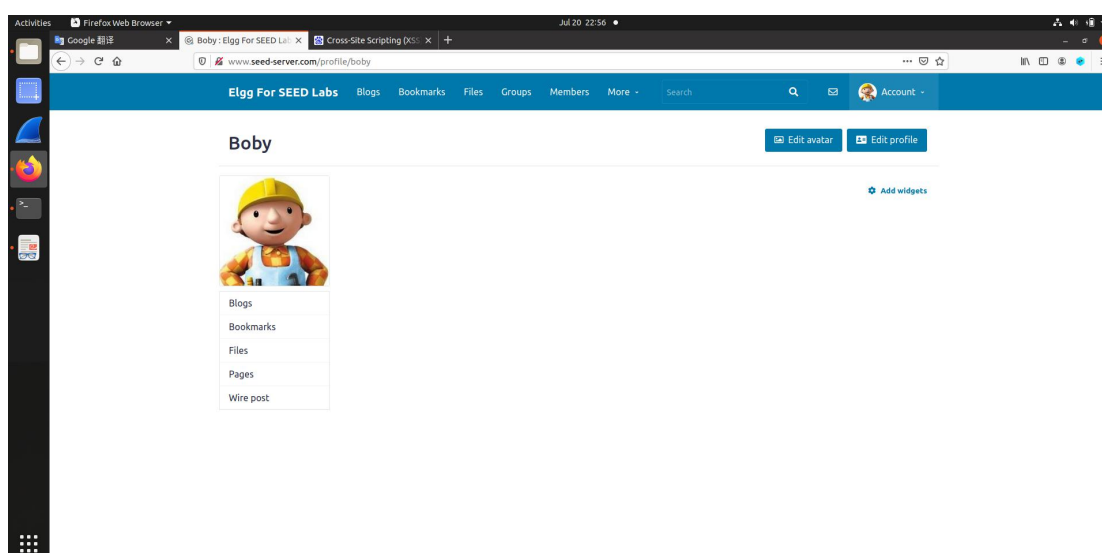 Activities Firefox Web Browser Jul 20 22:56
Google 翻译 Boby : Elgg For SEED Lab Cross-Site Scripting (XSS
www.seed-server.com/profile/boby
Elgg For SEED Labs Blogs Bookmarks Files Groups Members More Search Account
Boby Edit avatar Edit profile
Add widgets
Blogs
Bookmarks
Files
Pages
Wire post